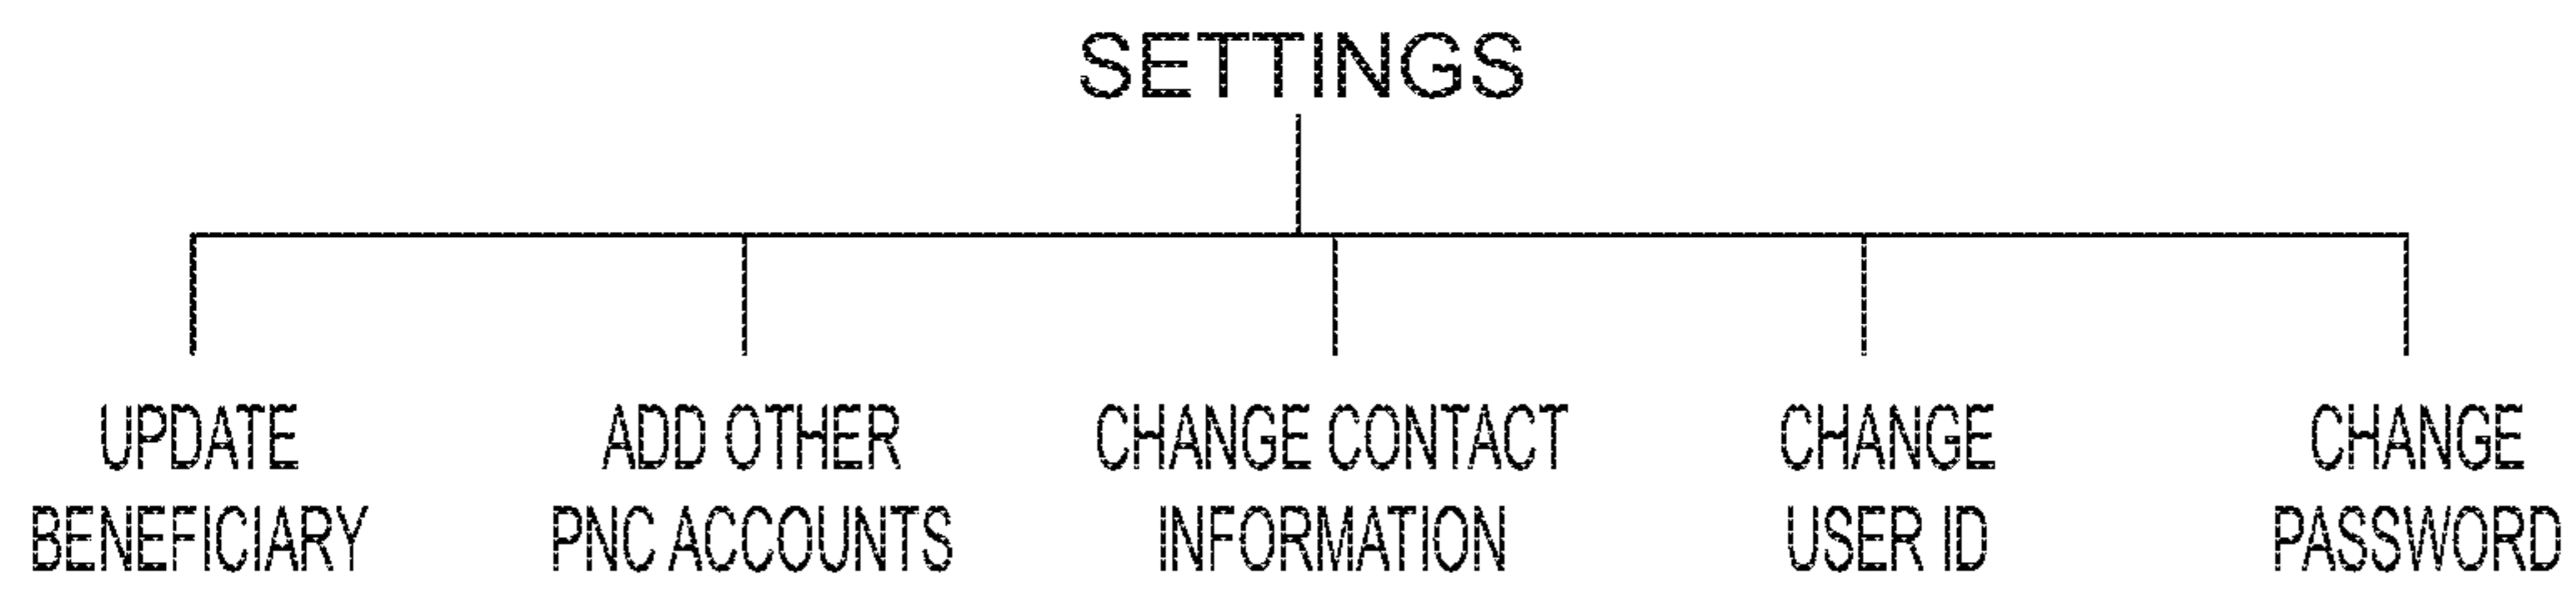 SETTINGS
UPDATE
BENEFICIARY
ADD OTHER
PNC ACCOUNTS
CHANGE CONTACT
INFORMATION
CHANGE
USER ID
CHANGE
PASSWORD